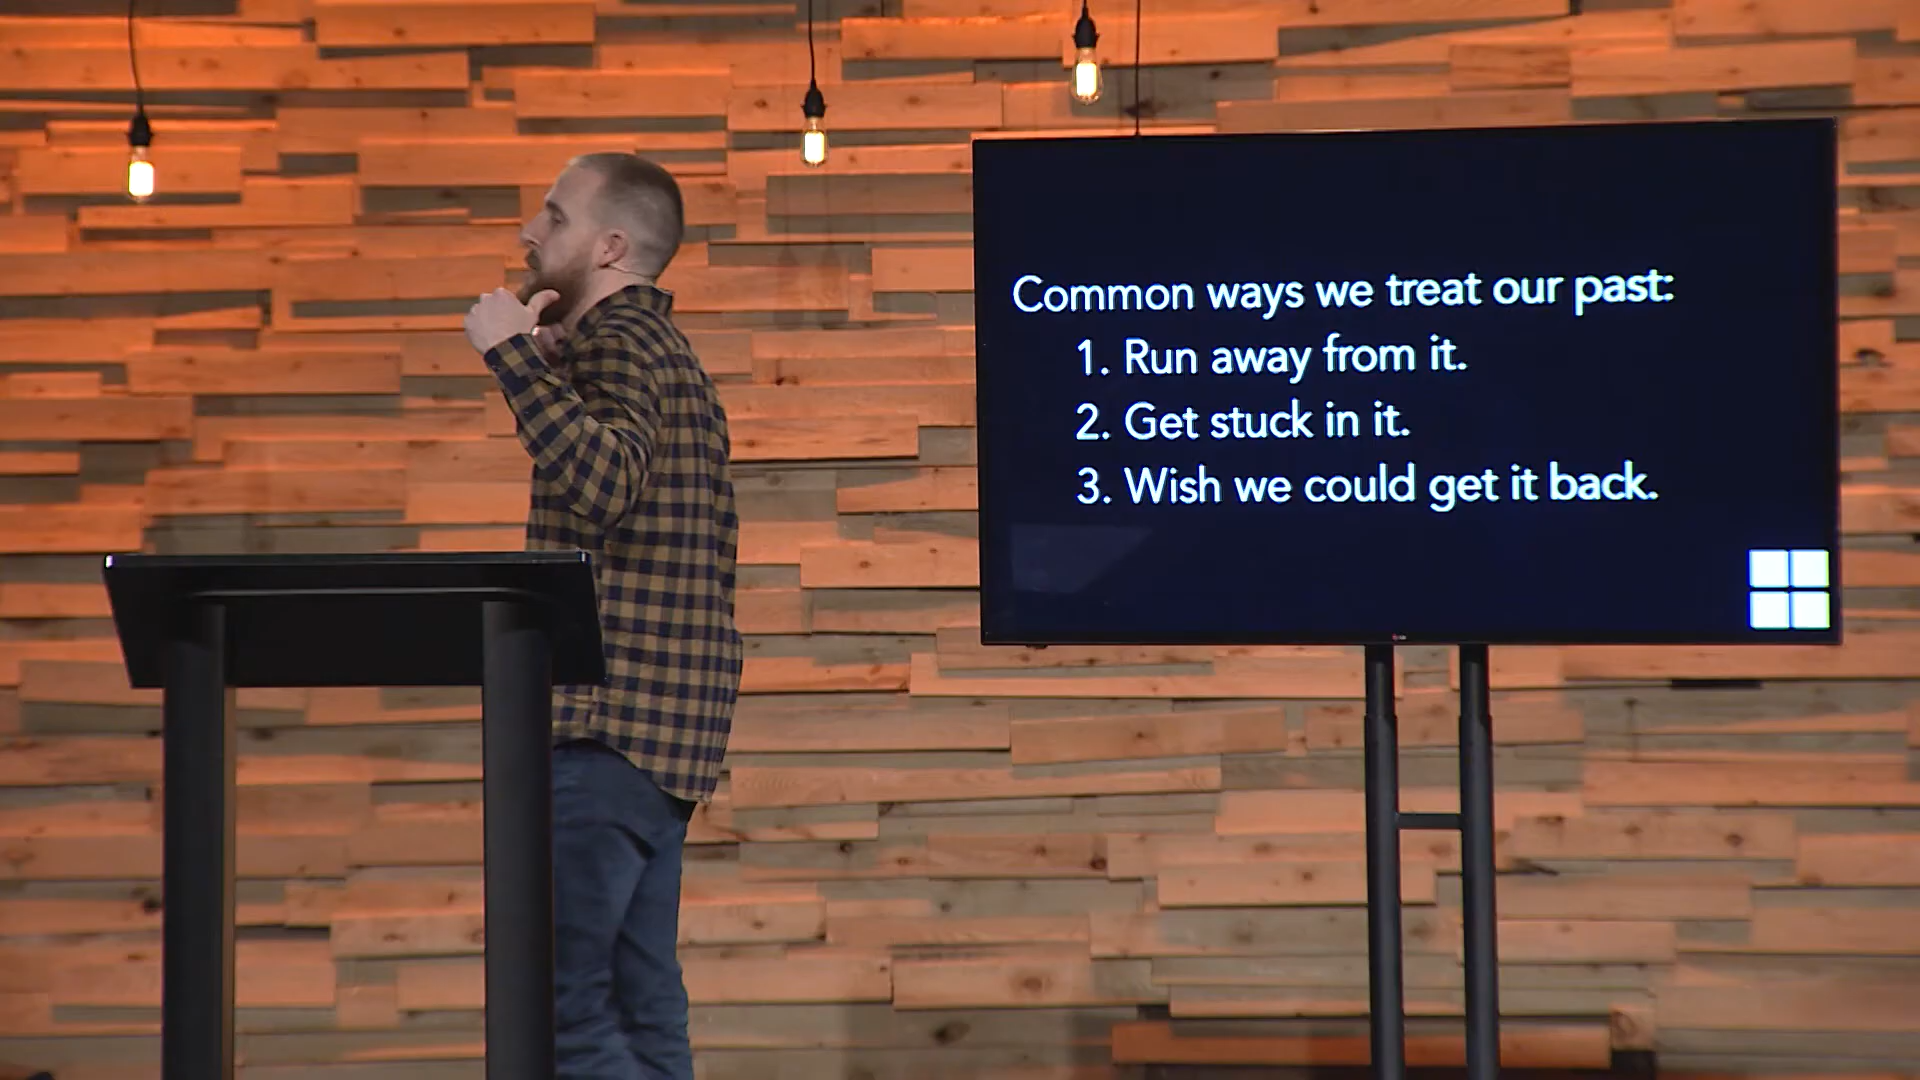 Common ways we treat our past:
1. Run away from it.
2. Get stuck in it.
3. Wish we could get it back.